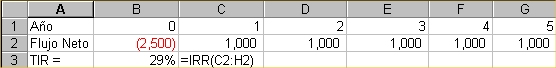 A B C D E F G
1 Año 0 1 2 3 4 5
2 Flujo Neto (2,500) 1,000 1,000 1,000 1,000 1,000
3 TIR = 29% =IRR(C2:H2)